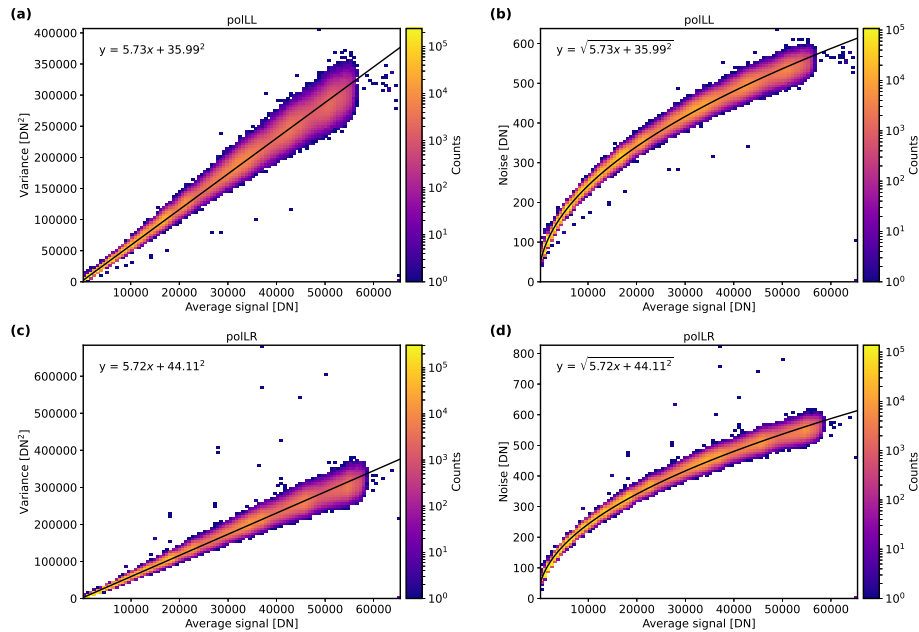 (a)
polLL
y = 5.73x + 35.99²
Variance [DN²]
400000
350000
300000
250000
200000
150000
100000
50000
0
10000 20000 30000 40000 50000 60000
Average signal [DN]
10⁵
10⁴
10³
10²
10¹
10⁰
Counts
(b)
polLL
y = √5.73x + 35.99²
Noise [DN]
600
500
400
300
200
100
0
10000 20000 30000 40000 50000 60000
Average signal [DN]
10⁵
10⁴
10³
10²
10¹
10⁰
Counts
(c)
polLR
y = 5.72x + 44.11²
Variance [DN²]
600000
500000
400000
300000
200000
100000
0
10000 20000 30000 40000 50000 60000
Average signal [DN]
10⁵
10⁴
10³
10²
10¹
10⁰
Counts
(d)
polLR
y = √5.72x + 44.11²
Noise [DN]
800
700
600
500
400
300
200
100
0
10000 20000 30000 40000 50000 60000
Average signal [DN]
10⁵
10⁴
10³
10²
10¹
10⁰
Counts